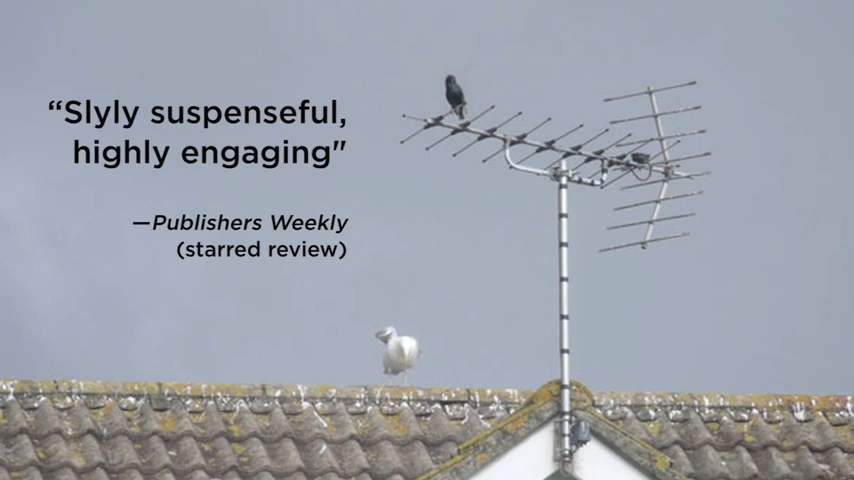 “Slyly suspenseful,
highly engaging"
—Publishers Weekly
(starred review)